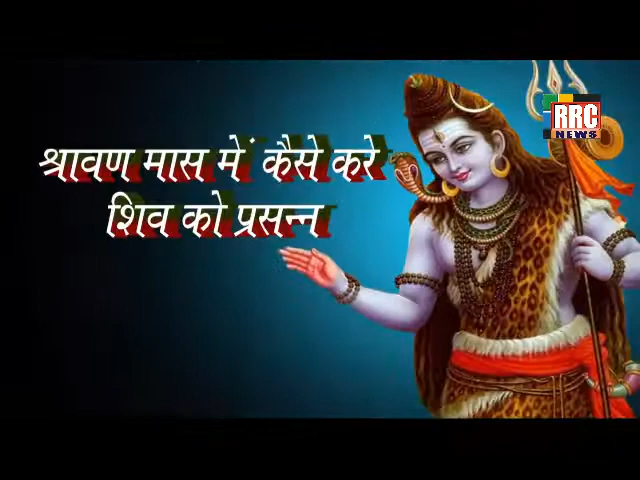 श्रावण मास में कैसे करे
शिव को प्रसन्न
RRC
NEWS